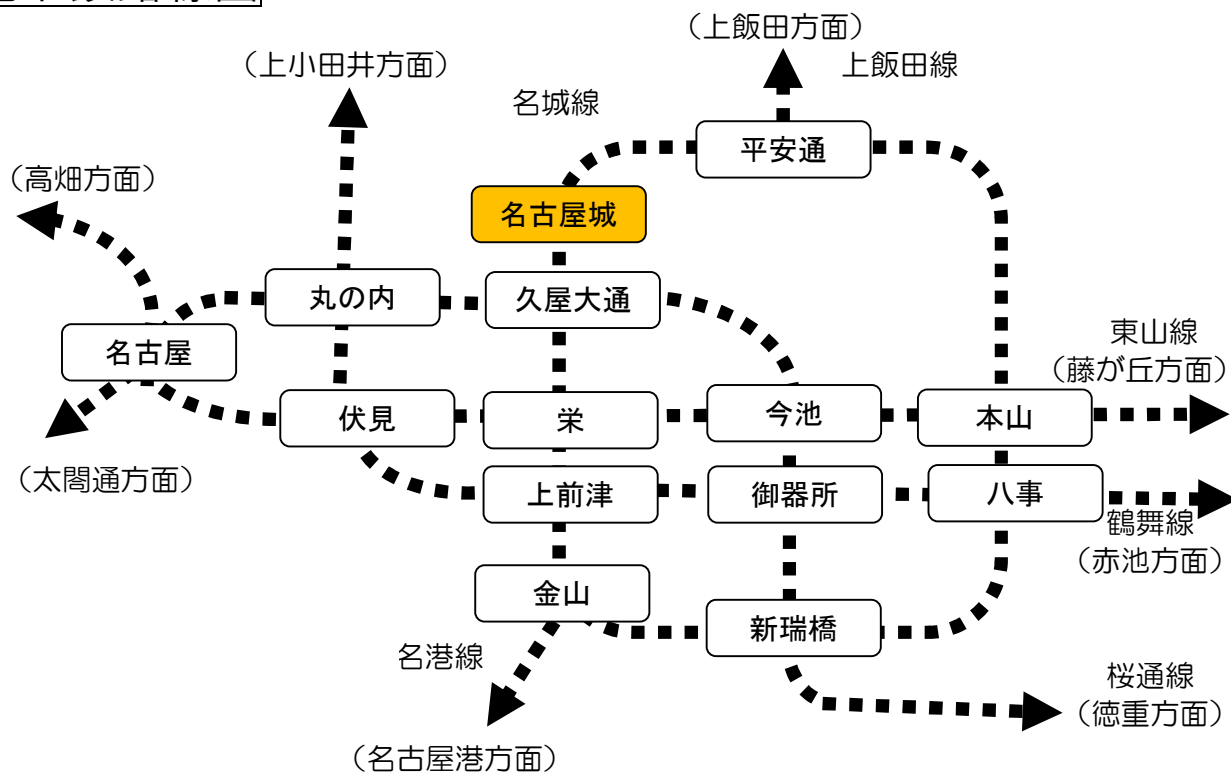 （上飯田方面）
上飯田線
（上小田井方面）
名城線
平安通
（高畑方面）
名古屋城
丸の内
久屋大通
名古屋
東山線
（藤が丘方面）
伏見
栄
今池
本山
（太閤通方面）
上前津
御器所
八事
鶴舞線
（赤池方面）
金山
新瑞橋
名港線
桜通線
（徳重方面）
（名古屋港方面）